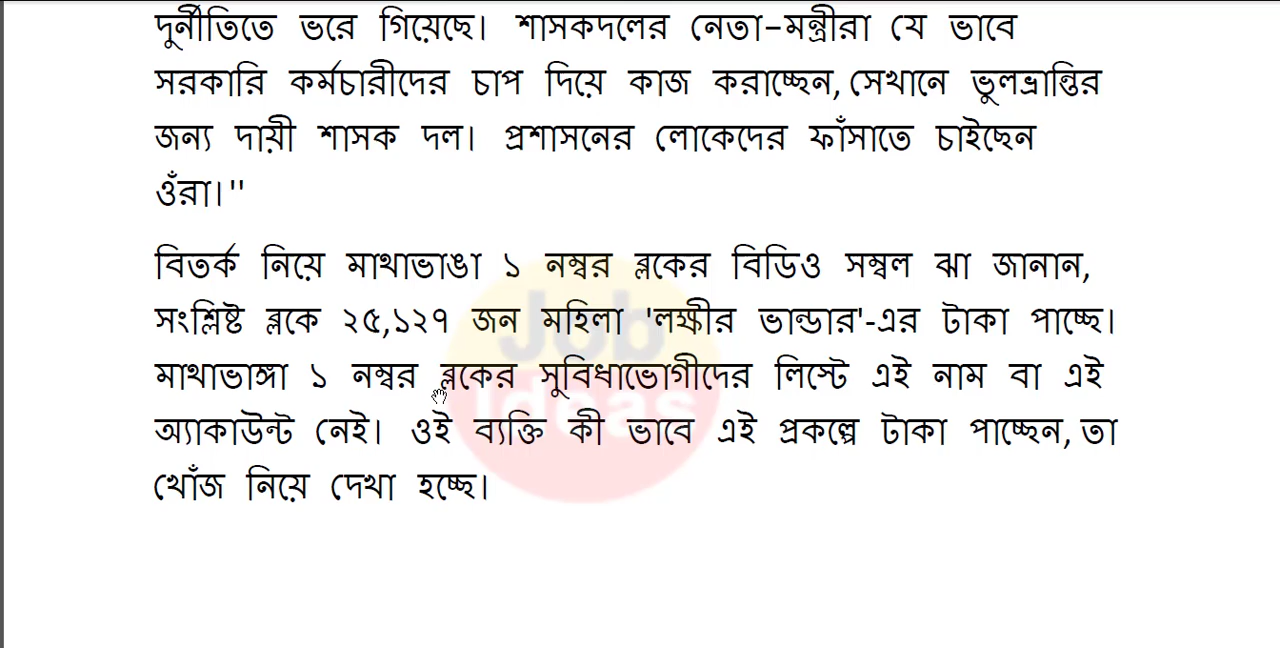 দুর্নীতিতে ভরে গিয়েছে। শাসকদলের নেতা-মন্ত্রীরা যে ভাবে
সরকারি কর্মচারীদের চাপ দিয়ে কাজ করাচ্ছেন, সেখানে ভুলভ্রান্তির
জন্য দায়ী শাসক দল। প্রশাসনের লোকেদের ফাঁসাতে চাইছেন
ওঁরা।''
বিতর্ক নিয়ে মাথাভাঙা ১ নম্বর ব্লকের বিডিও সম্বল ঝা জানান,
সংশ্লিষ্ট ব্লকে ২৫,১২৭ জন মহিলা 'লক্ষীর ভান্ডার'-এর টাকা পাচ্ছে।
মাথাভাঙ্গা ১ নম্বর ব্লকের সুবিধাভোগীদের লিস্টে এই নাম বা এই
অ্যাকাউন্ট নেই। ওই ব্যক্তি কী ভাবে এই প্রকল্পে টাকা পাচ্ছেন, তা
খোঁজ নিয়ে দেখা হচ্ছে।
Job
Ideas